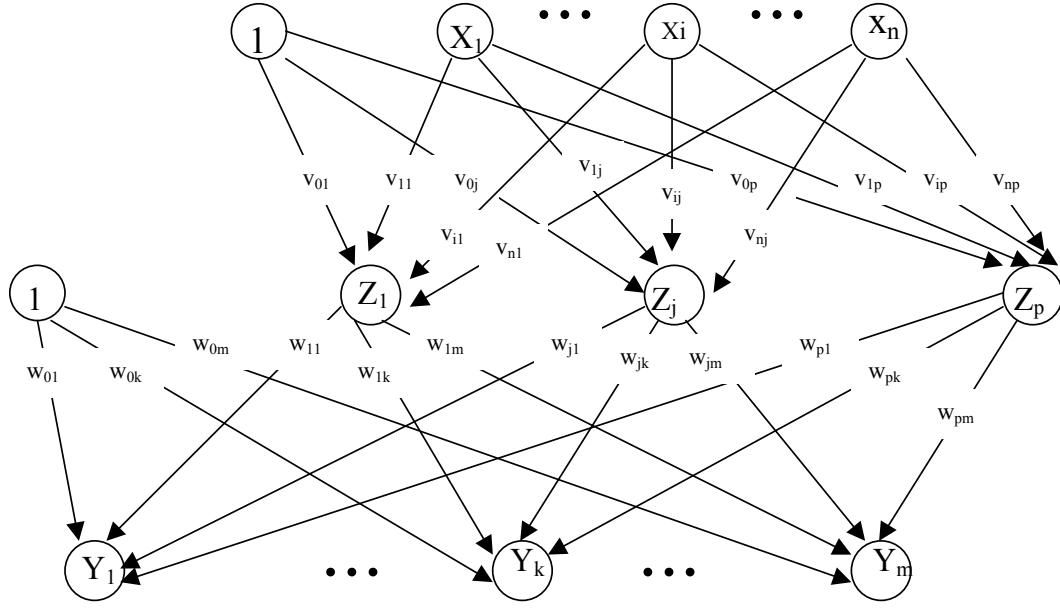 1 X₁ ••• Xi ••• xₙ
v₀₁ v₁₁ v₀ⱼ v₁ⱼ vᵢⱼ v₀ₚ v₁ₚ vᵢₚ vₙₚ
vᵢ₁ vₙ₁ vₙⱼ
1 Z₁ Zⱼ Zₚ
w₀ₘ w₁₁ w₁ₘ wⱼ₁ wₚ₁
w₀₁ w₀ₖ w₁ₖ wⱼₖ wⱼₘ wₚₖ
wₚₘ
Y₁ ••• Yₖ ••• Yₘ